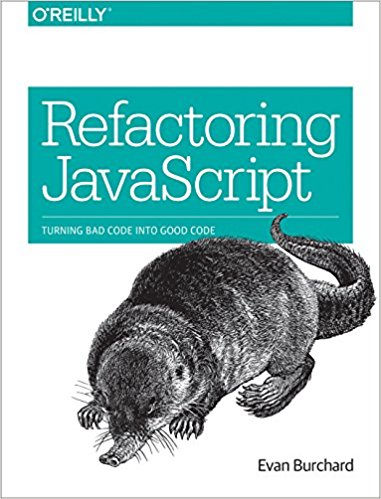 O'REILLY®
Refactoring
JavaScript
TURNING BAD CODE INTO GOOD CODE
Evan Burchard